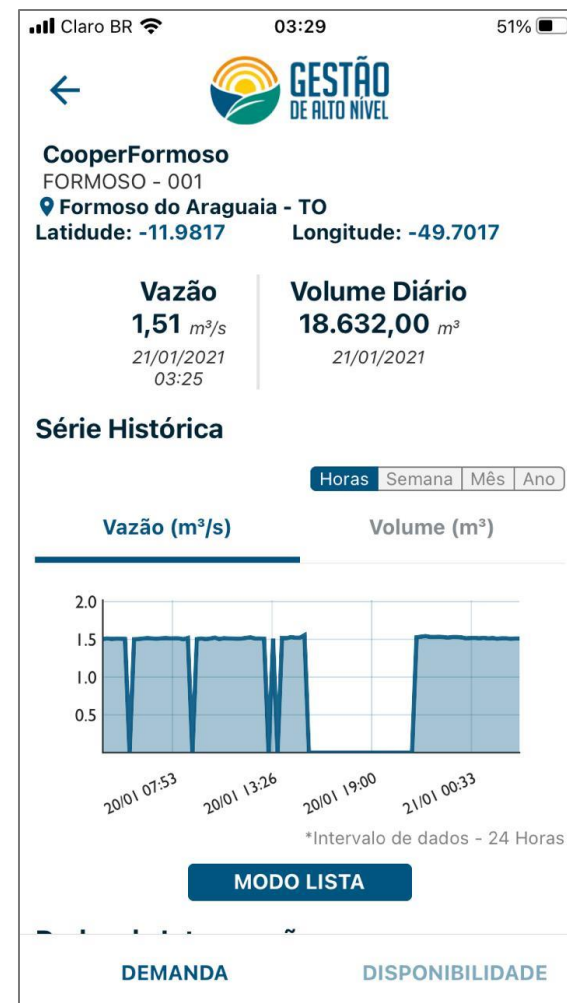 Claro BR 03:29 51%
GESTÃO
DE ALTO NÍVEL
CooperFormoso
FORMOSO - 001
Formoso do Araguaia - TO
Latidude: -11.9817 Longitude: -49.7017
Vazão Volume Diário
1,51 m³/s 18.632,00 m³
21/01/2021 21/01/2021
03:25
Série Histórica
Horas Semana Mês Ano
Vazão (m³/s) Volume (m³)
2.0
1.5
1.0
0.5
20/01 07:53 20/01 13:26 20/01 19:00 21/01 00:33
*Intervalo de dados - 24 Horas
MODO LISTA
DEMANDA DISPONIBILIDADE